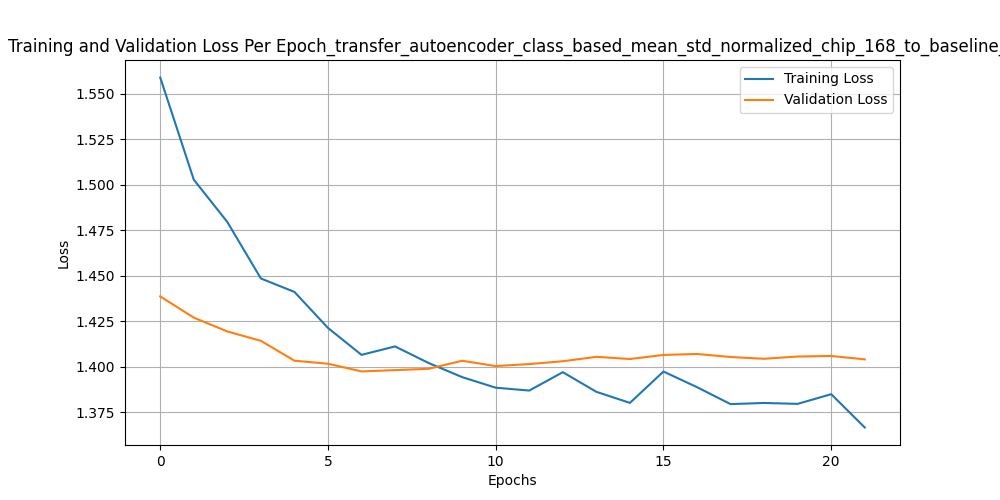 Training and Validation Loss Per Epoch_transfer_autoencoder_class_based_mean_std_normalized_chip_168_to_baseline_
Training Loss
Validation Loss
1.550
1.525
1.500
1.475
1.450
1.425
1.400
1.375
Loss
0 5 10 15 20
Epochs